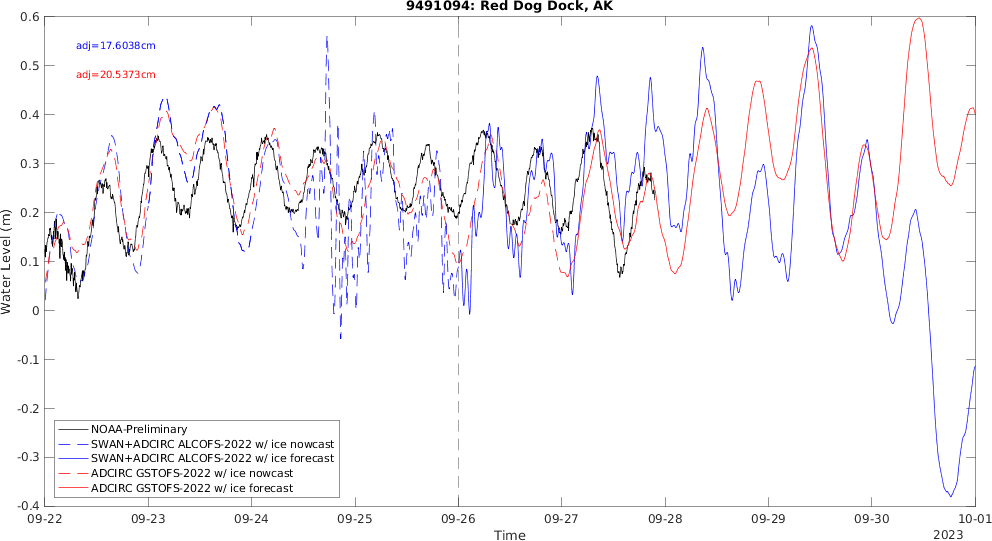 9491094: Red Dog Dock, AK
adj=17.6038cm
adj=20.5373cm
0.6
0.5
0.4
0.3
0.2
0.1
0
-0.1
-0.2
-0.3
-0.4
Water Level (m)
NOAA-Preliminary
SWAN+ADCIRC ALCOFS-2022 w/ ice nowcast
SWAN+ADCIRC ALCOFS-2022 w/ ice forecast
ADCIRC GSTOFS-2022 w/ ice nowcast
ADCIRC GSTOFS-2022 w/ ice forecast
09-22 09-23 09-24 09-25 09-26 09-27 09-28 09-29 09-30 10-01
Time
2023